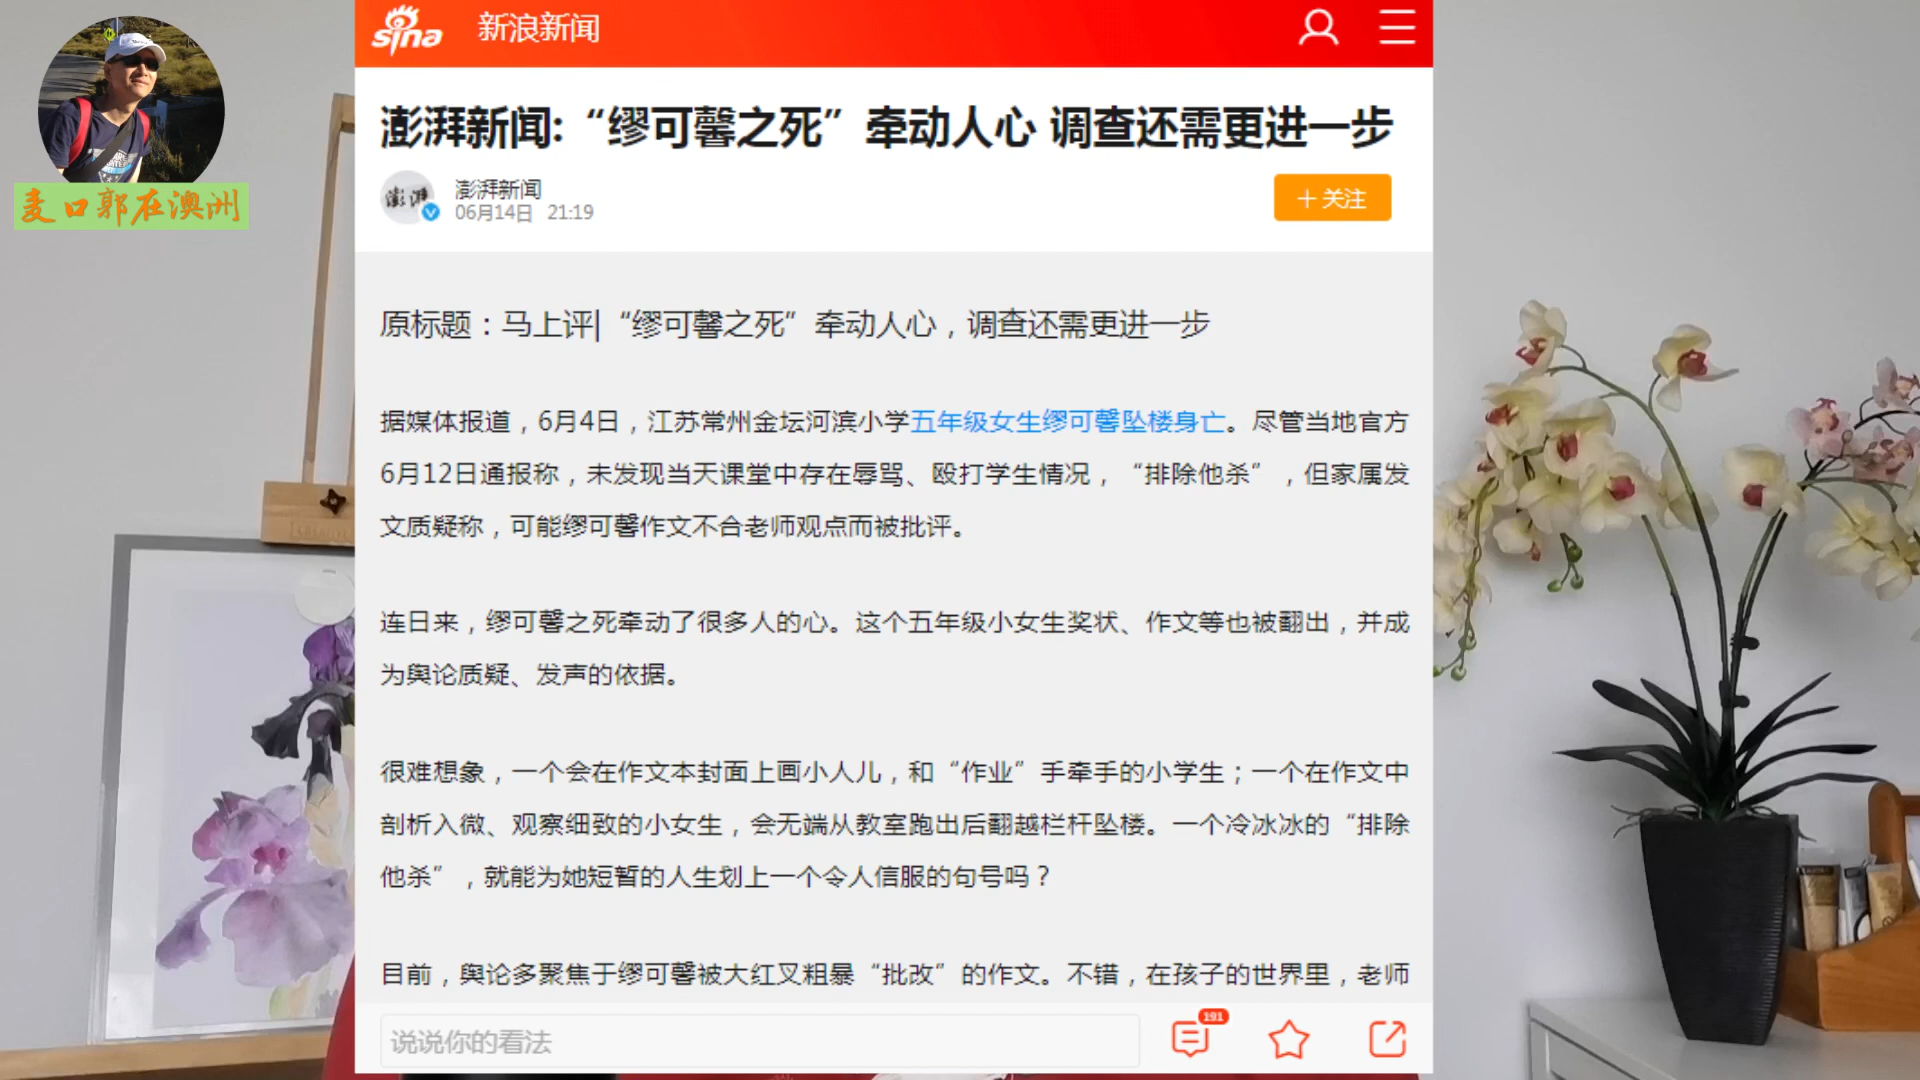 麦口郭在澳洲
sina 新浪新闻
澎湃新闻:“缪可馨之死”牵动人心 调查还需更进一步
澎湃
澎湃新闻
06月14日 21:19
+关注
原标题：马上评|“缪可馨之死”牵动人心，调查还需更进一步
据媒体报道，6月4日，江苏常州金坛河滨小学五年级女生缪可馨坠楼身亡。尽管当地官方
6月12日通报称，未发现当天课堂中存在辱骂、殴打学生情况，“排除他杀”，但家属发
文质疑称，可能缪可馨作文不合老师观点而被批评。
连日来，缪可馨之死牵动了很多人的心。这个五年级小女生奖状、作文等也被翻出，并成
为舆论质疑、发声的依据。
很难想象，一个会在作文本封面上画小人儿，和“作业”手牵手的小学生；一个在作文中
剖析入微、观察细致的小女生，会无端从教室跑出后翻越栏杆坠楼。一个冷冰冰的“排除
他杀”，就能为她短暂的人生划上一个令人信服的句号吗？
目前，舆论多聚焦于缪可馨被大红叉粗暴“批改”的作文。不错，在孩子的世界里，老师
说说你的看法
191